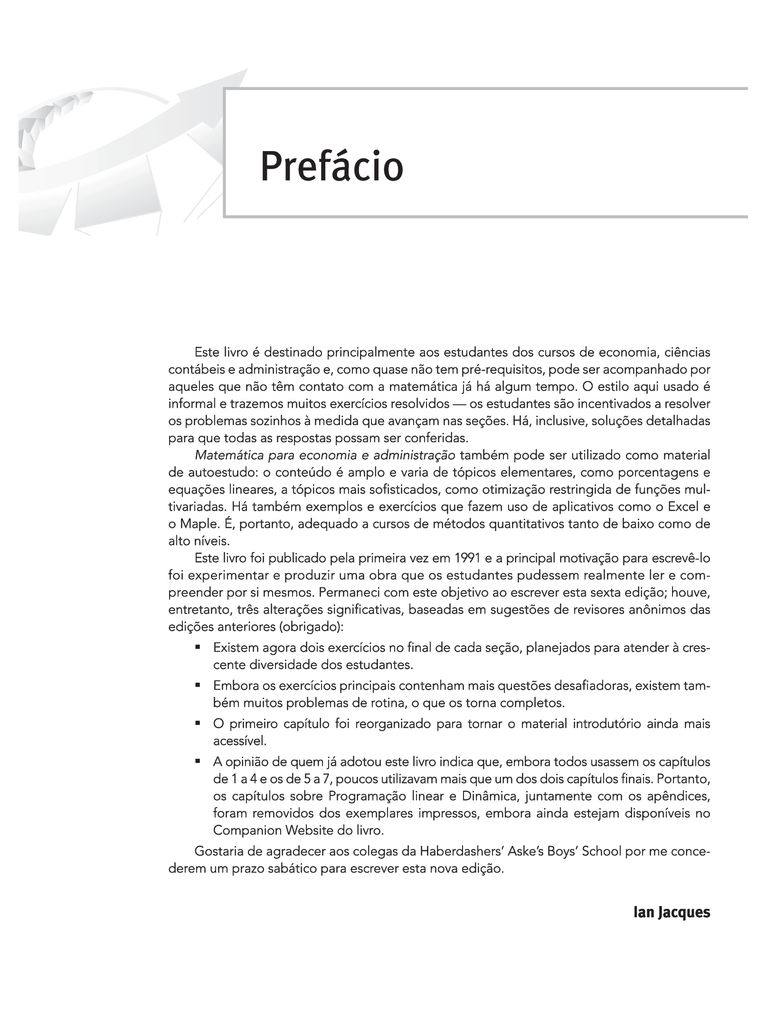 Prefácio
Este livro é destinado principalmente aos estudantes dos cursos de economia, ciências
contábeis e administração e, como quase não tem pré-requisitos, pode ser acompanhado por
aqueles que não têm contato com a matemática já há algum tempo. O estilo aqui usado é
informal e trazemos muitos exercícios resolvidos — os estudantes são incentivados a resolver
os problemas sozinhos à medida que avançam nas seções. Há, inclusive, soluções detalhadas
para que todas as respostas possam ser conferidas.
Matemática para economia e administração também pode ser utilizado como material
de autoestudo: o conteúdo é amplo e varia de tópicos elementares, como porcentagens e
equações lineares, a tópicos mais sofisticados, como otimização restringida de funções mul-
tivariadas. Há também exemplos e exercícios que fazem uso de aplicativos como o Excel e
o Maple. É, portanto, adequado a cursos de métodos quantitativos tanto de baixo como de
alto níveis.
Este livro foi publicado pela primeira vez em 1991 e a principal motivação para escrevê-lo
foi experimentar e produzir uma obra que os estudantes pudessem realmente ler e com-
preender por si mesmos. Permaneci com este objetivo ao escrever esta sexta edição; houve,
entretanto, três alterações significativas, baseadas em sugestões de revisores anônimos das
edições anteriores (obrigado):
▪ Existem agora dois exercícios no final de cada seção, planejados para atender à cres-
cente diversidade dos estudantes.
▪ Embora os exercícios principais contenham mais questões desafiadoras, existem tam-
bém muitos problemas de rotina, o que os torna completos.
▪ O primeiro capítulo foi reorganizado para tornar o material introdutório ainda mais
acessível.
▪ A opinião de quem já adotou este livro indica que, embora todos usassem os capítulos
de 1 a 4 e os de 5 a 7, poucos utilizavam mais que um dos dois capítulos finais. Portanto,
os capítulos sobre Programação linear e Dinâmica, juntamente com os apêndices,
foram removidos dos exemplares impressos, embora ainda estejam disponíveis no
Companion Website do livro.
Gostaria de agradecer aos colegas da Haberdashers’ Aske’s Boys’ School por me conce-
derem um prazo sabático para escrever esta nova edição.
Ian Jacques